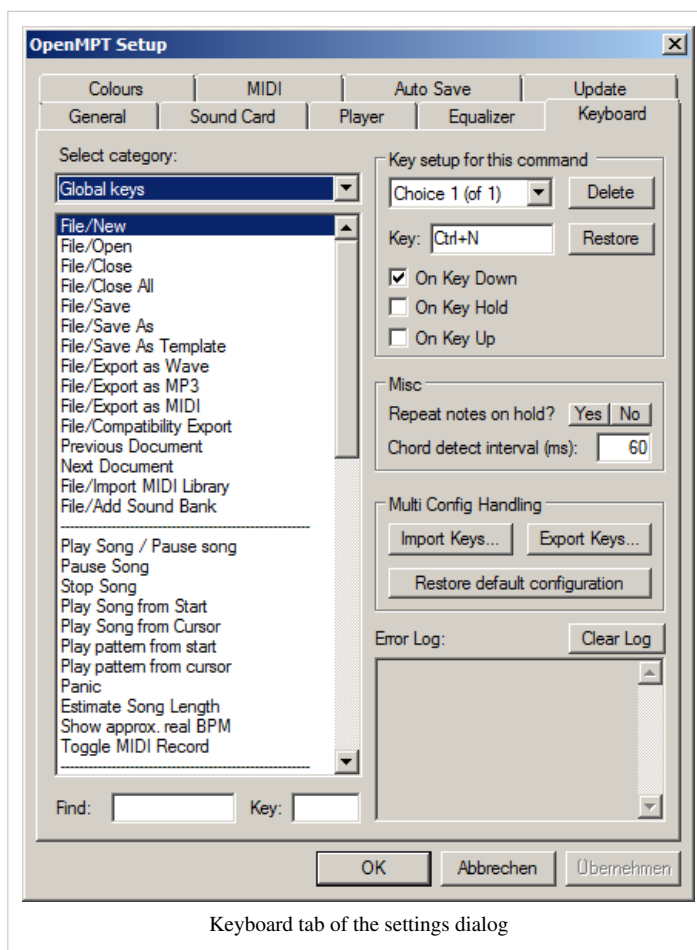 OpenMPT Setup
Colours MIDI Auto Save Update
General Sound Card Player Equalizer Keyboard
Select category:
Global keys
File/New
File/Open
File/Close
File/Close All
File/Save
File/Save As
File/Save As Template
File/Export as Wave
File/Export as MP3
File/Export as MIDI
File/Compatibility Export
Previous Document
Next Document
File/Import MIDI Library
File/Add Sound Bank
Play Song / Pause song
Pause Song
Stop Song
Play Song from Start
Play Song from Cursor
Play pattern from start
Play pattern from cursor
Panic
Estimate Song Length
Show approx. real BPM
Toggle MIDI Record
Find: Key:
Key setup for this command
Choice 1 (of 1) Delete
Key: Ctrl+N Restore
On Key Down
On Key Hold
On Key Up
Misc
Repeat notes on hold? Yes No
Chord detect interval (ms): 60
Multi Config Handling
Import Keys... Export Keys...
Restore default configuration
Error Log: Clear Log
OK Abbrechen Übernehmen
Keyboard tab of the settings dialog